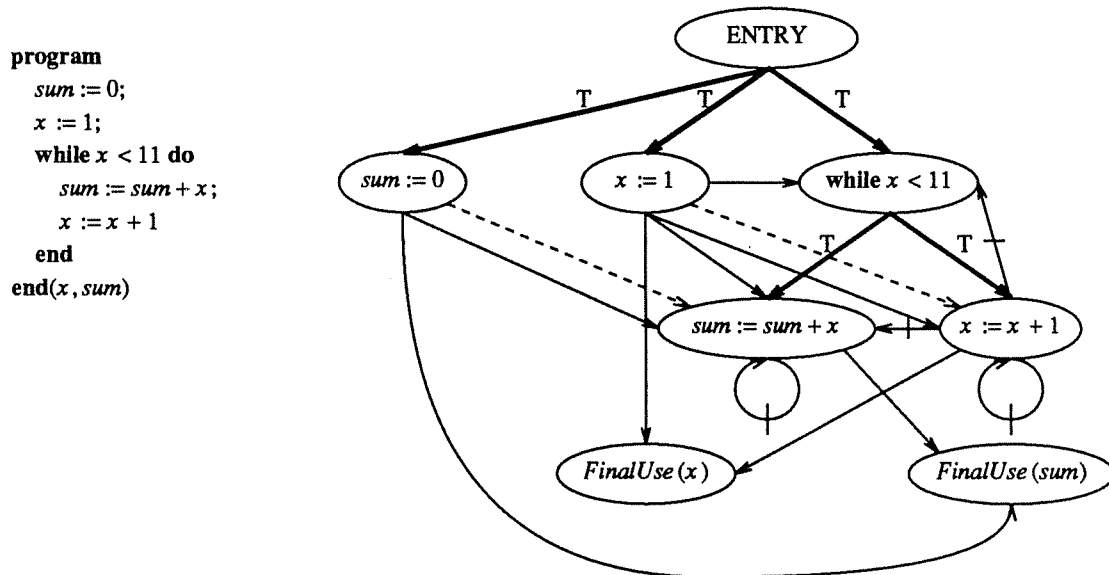 program
sum := 0;
x := 1;
while x < 11 do
sum := sum + x;
x := x + 1
end
end(x, sum)
ENTRY
T T T
sum := 0
x := 1
while x < 11
T T
sum := sum + x
x := x + 1
FinalUse(x)
FinalUse(sum)